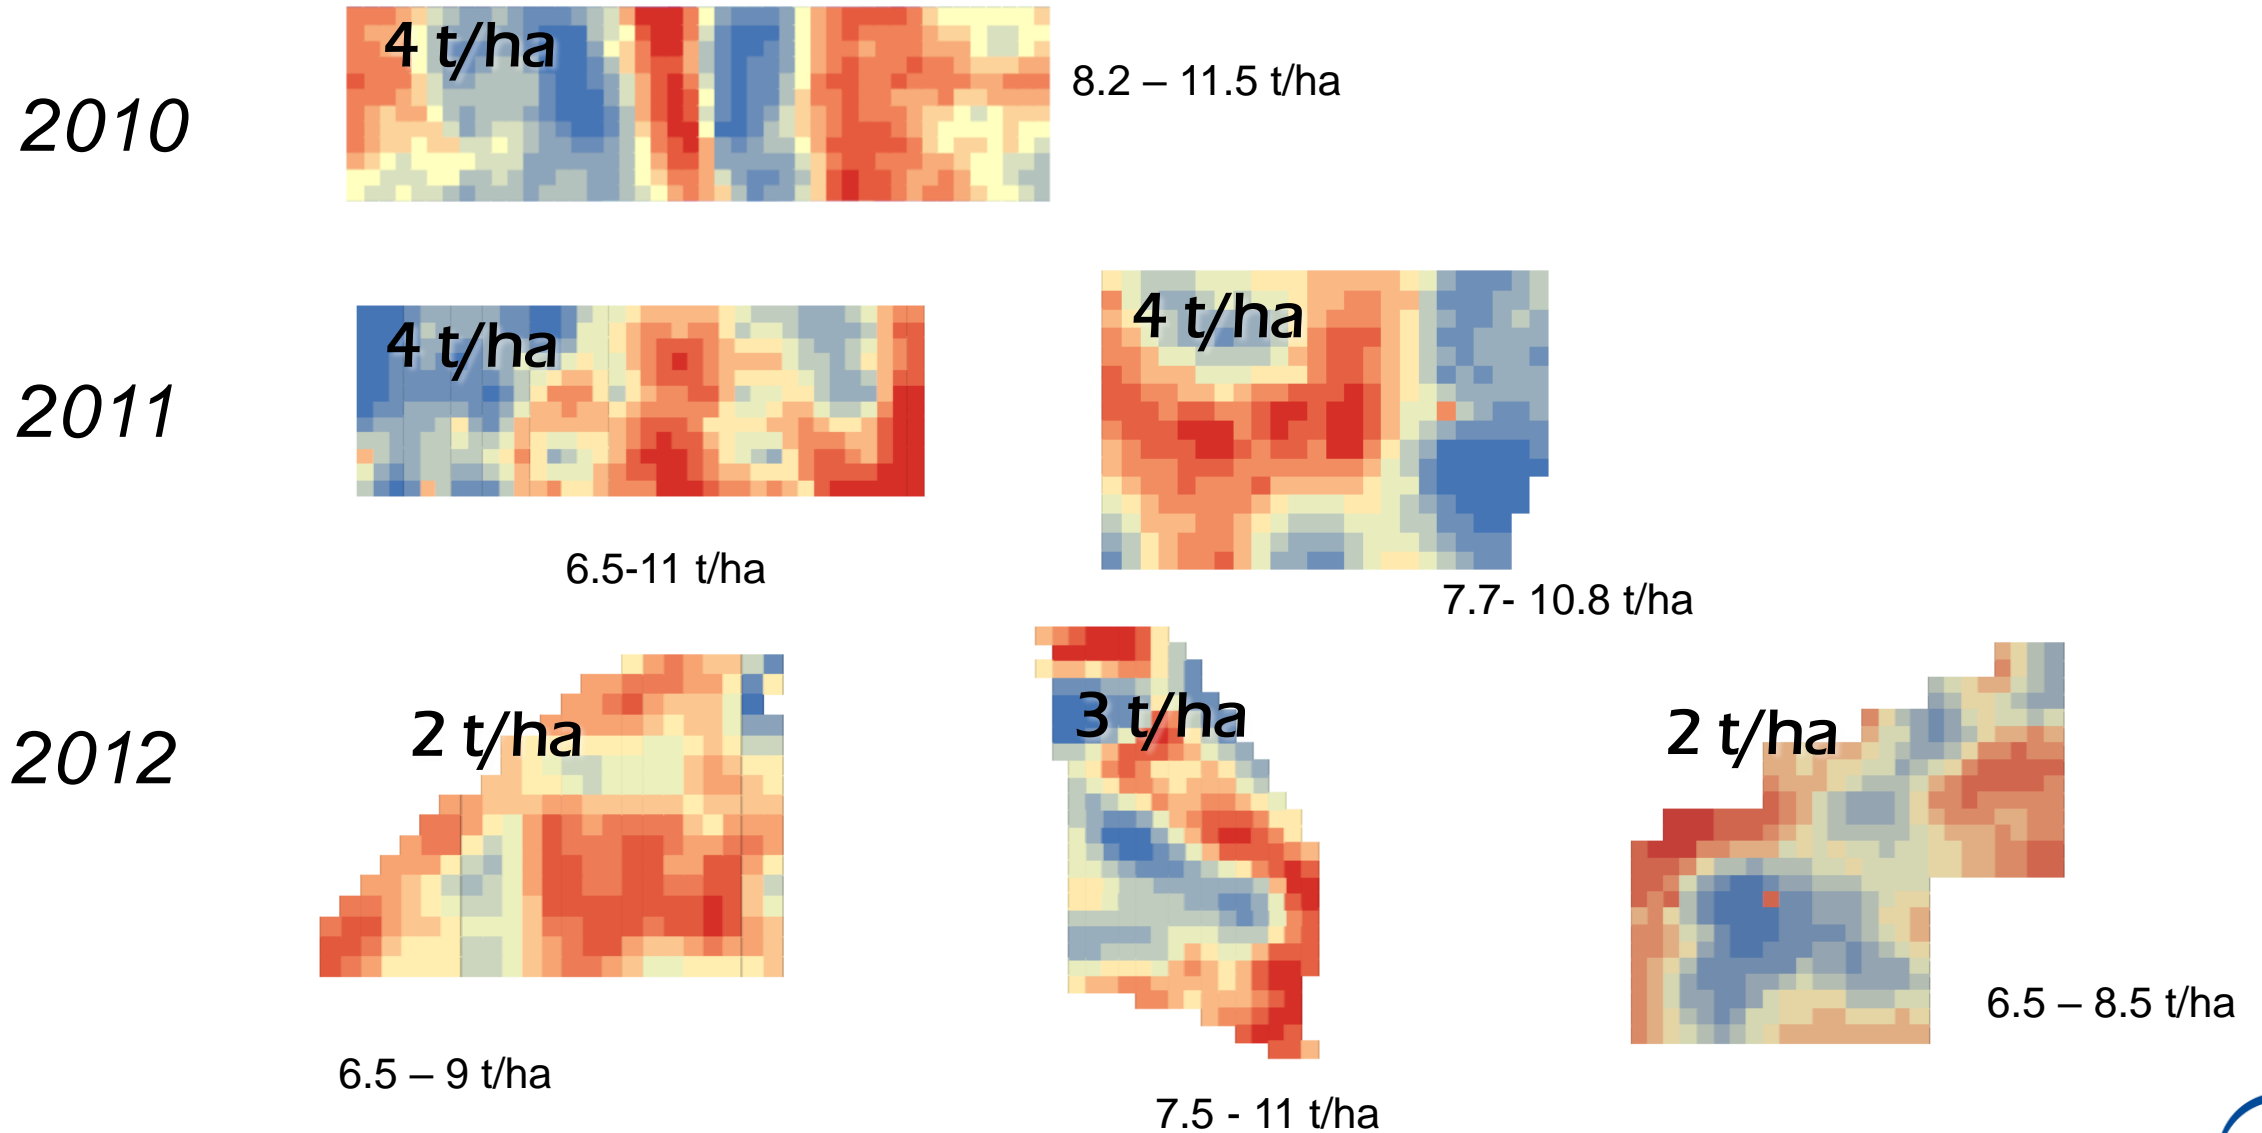 4 t/ha
8.2 – 11.5 t/ha
2010
4 t/ha
4 t/ha
2011
6.5-11 t/ha
7.7- 10.8 t/ha
2 t/ha
3 t/ha
2 t/ha
2012
6.5 – 8.5 t/ha
6.5 – 9 t/ha
7.5 - 11 t/ha